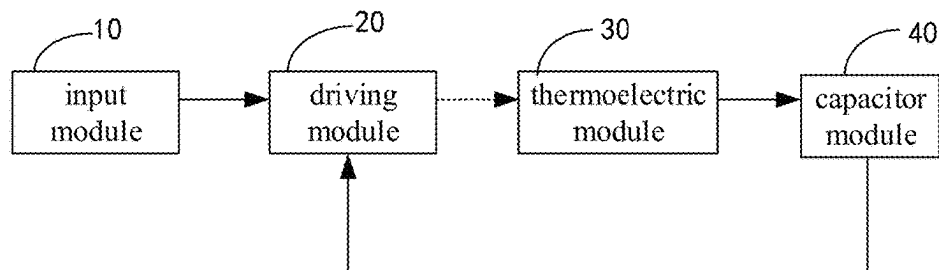 10
20
30
40
input
module
driving
module
thermoelectric
module
capacitor
module